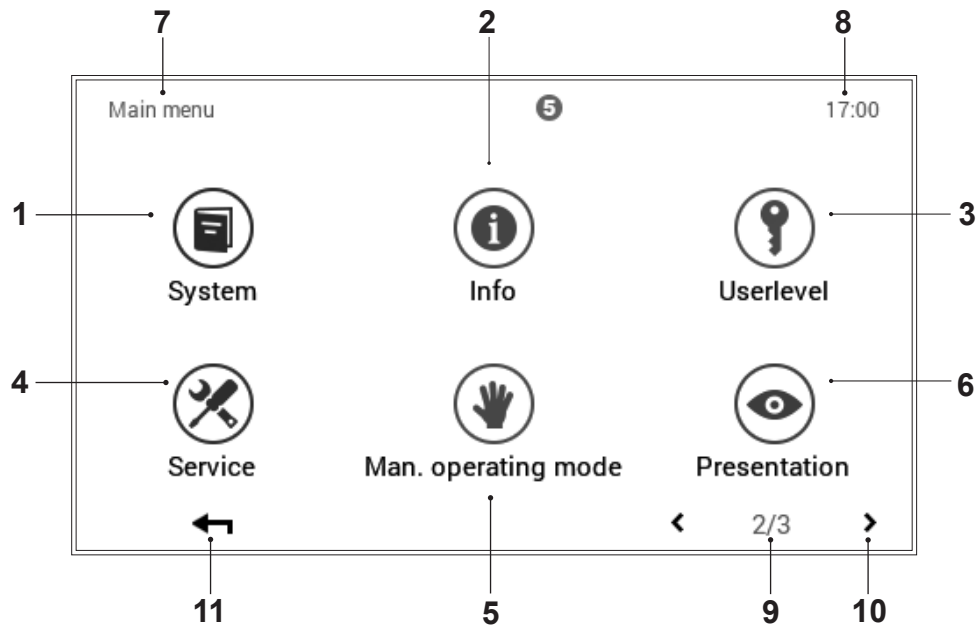 7 2 8
Main menu 5 17:00
1 3
System Info Userlevel
4 6
Service Man. operating mode Presentation
< 2/3 >
11 5 9 10